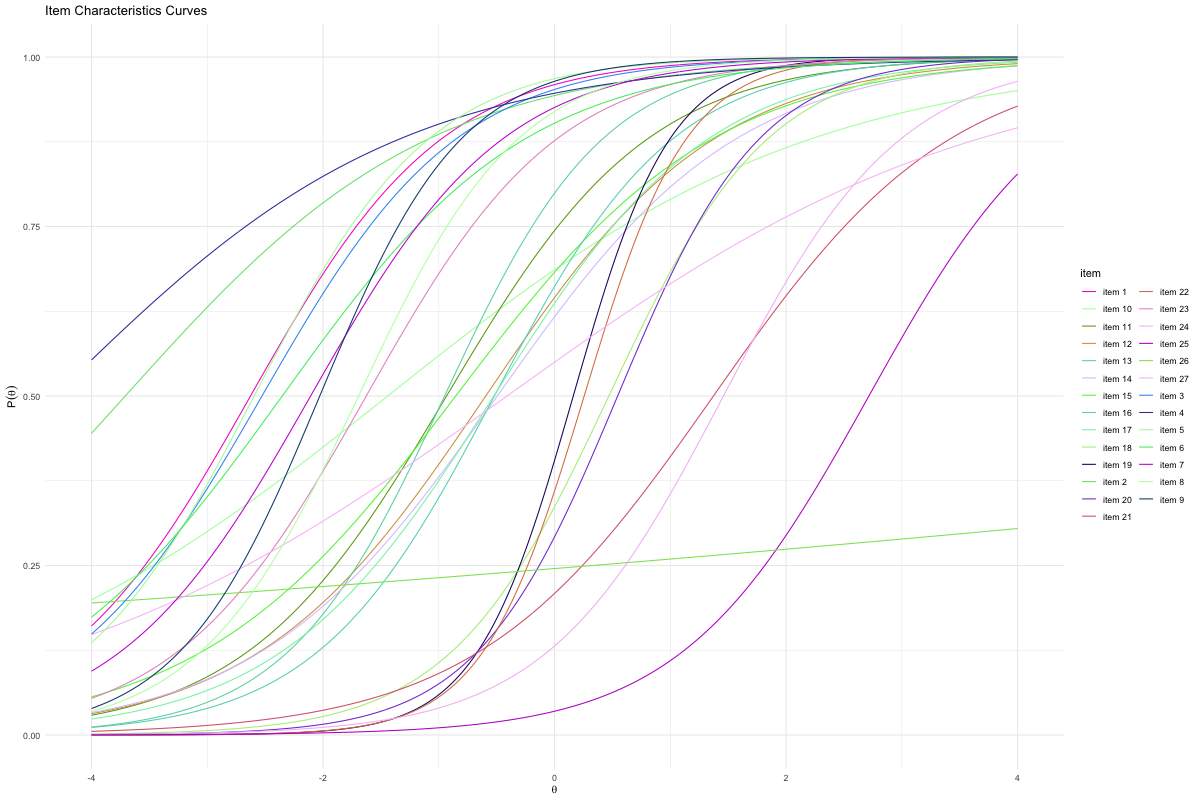 Item Characteristics Curves
1.00
0.75
0.50
0.25
0.00
P(θ)
-4
-2
0
2
4
θ
item
item 1
item 10
item 11
item 12
item 13
item 14
item 15
item 16
item 17
item 18
item 19
item 2
item 20
item 21
item 22
item 23
item 24
item 25
item 26
item 27
item 3
item 4
item 5
item 6
item 7
item 8
item 9